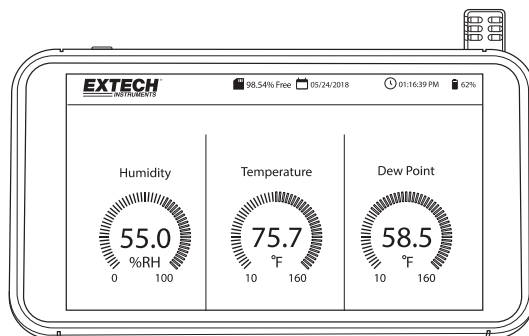 EXTECH
INSTRUMENTS
98.54% Free 05/24/2018 01:16:39 PM 62%
Humidity
55.0
%RH
0 100
Temperature
75.7
°F
10 160
Dew Point
58.5
°F
10 160